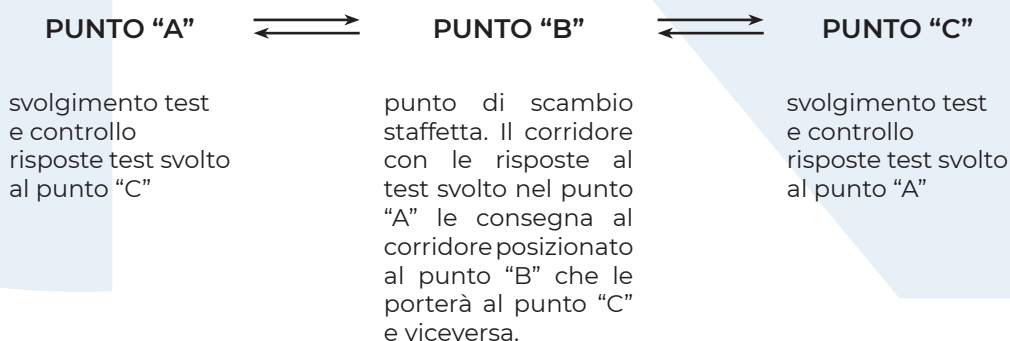 PUNTO “A”
PUNTO “B”
PUNTO “C”
svolgimento test
e controllo
risposte test svolto
al punto “C”
punto di scambio
staffetta. Il corridore
con le risposte al
test svolto nel punto
“A” le consegna al
corridore posizionato
al punto “B” che le
porterà al punto “C”
e viceversa.
svolgimento test
e controllo
risposte test svolto
al punto “A”